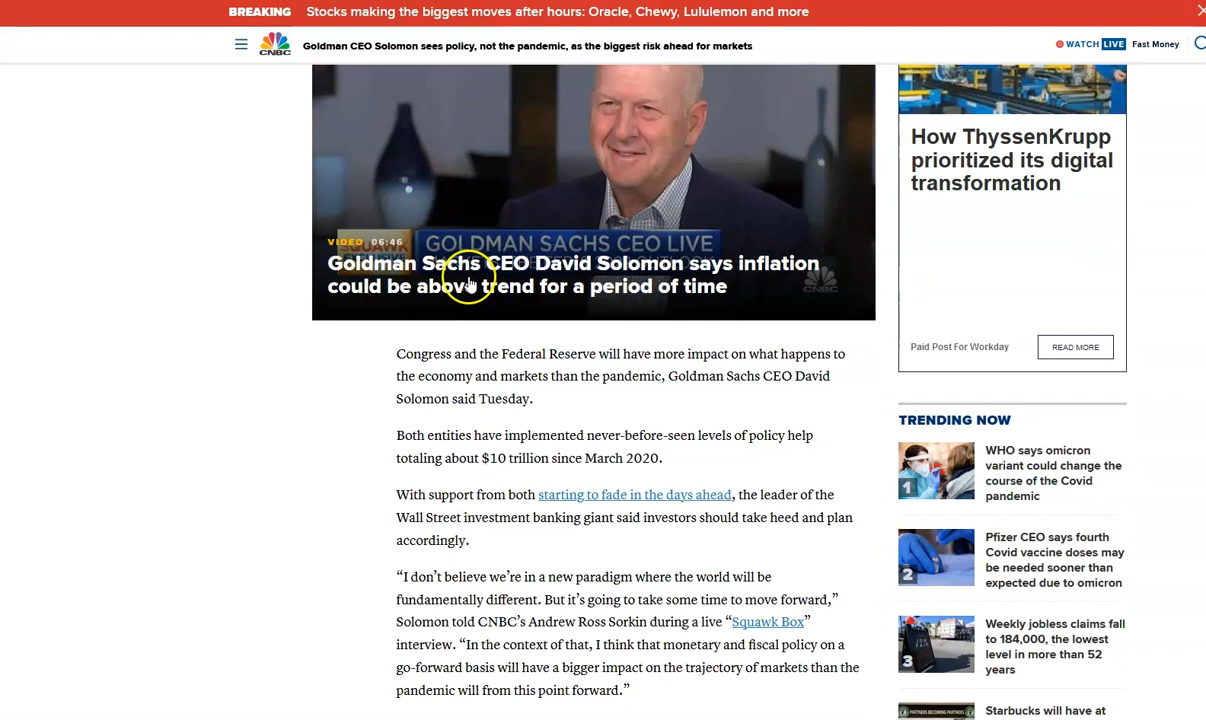 BREAKING Stocks making the biggest moves after hours: Oracle, Chewy, Lululemon and more
CNBC
Goldman CEO Solomon sees policy, not the pandemic, as the biggest risk ahead for markets
WATCH LIVE Fast Money
VIDEO 06:46
GOLDMAN SACHS CEO LIVE
Goldman Sachs CEO David Solomon says inflation
could be above trend for a period of time
CNBC
Congress and the Federal Reserve will have more impact on what happens to
the economy and markets than the pandemic, Goldman Sachs CEO David
Solomon said Tuesday.
Both entities have implemented never-before-seen levels of policy help
totaling about $10 trillion since March 2020.
With support from both starting to fade in the days ahead, the leader of the
Wall Street investment banking giant said investors should take heed and plan
accordingly.
“I don’t believe we’re in a new paradigm where the world will be
fundamentally different. But it’s going to take some time to move forward,”
Solomon told CNBC’s Andrew Ross Sorkin during a live “Squawk Box”
interview. “In the context of that, I think that monetary and fiscal policy on a
go-forward basis will have a bigger impact on the trajectory of markets than the
pandemic will from this point forward.”
How ThyssenKrupp
prioritized its digital
transformation
Paid Post For Workday
READ MORE
TRENDING NOW
1
WHO says omicron
variant could change the
course of the Covid
pandemic
2
Pfizer CEO says fourth
Covid vaccine doses may
be needed sooner than
expected due to omicron
3
Weekly jobless claims fall
to 184,000, the lowest
level in more than 52
years
Starbucks will have at